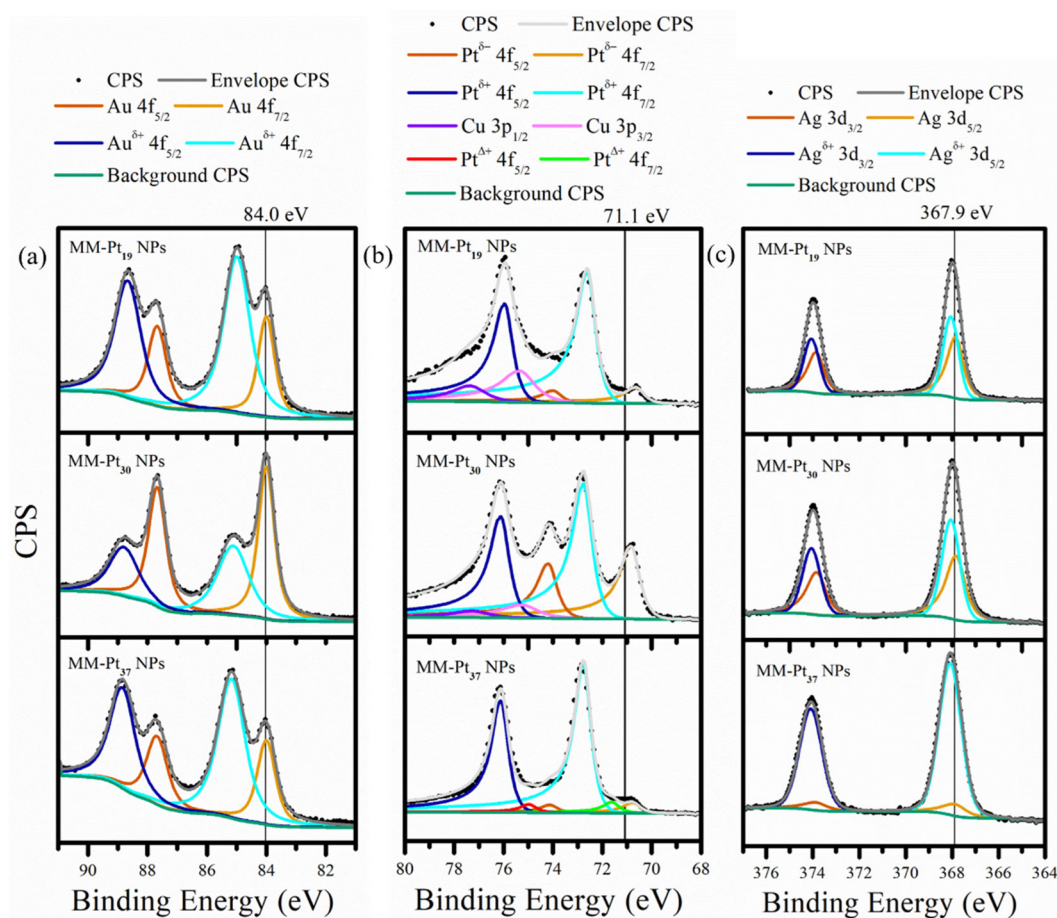 CPS Envelope CPS
Au 4f5/2 Au 4f7/2
Auδ+ 4f5/2 Auδ+ 4f7/2
Background CPS
84.0 eV
CPS Envelope CPS
Ptδ− 4f5/2 Ptδ− 4f7/2
Ptδ+ 4f5/2 Ptδ+ 4f7/2
Cu 3p1/2 Cu 3p3/2
PtΔ+ 4f5/2 PtΔ+ 4f7/2
Background CPS
71.1 eV
CPS Envelope CPS
Ag 3d3/2 Ag 3d5/2
Agδ+ 3d3/2 Agδ+ 3d5/2
Background CPS
367.9 eV
CPS
(a)
MM-Pt19 NPs
MM-Pt30 NPs
MM-Pt37 NPs
90 88 86 84 82
Binding Energy (eV)
(b)
MM-Pt19 NPs
MM-Pt30 NPs
MM-Pt37 NPs
80 78 76 74 72 70 68
Binding Energy (eV)
(c)
MM-Pt19 NPs
MM-Pt30 NPs
MM-Pt37 NPs
376 374 372 370 368 366 364
Binding Energy (eV)